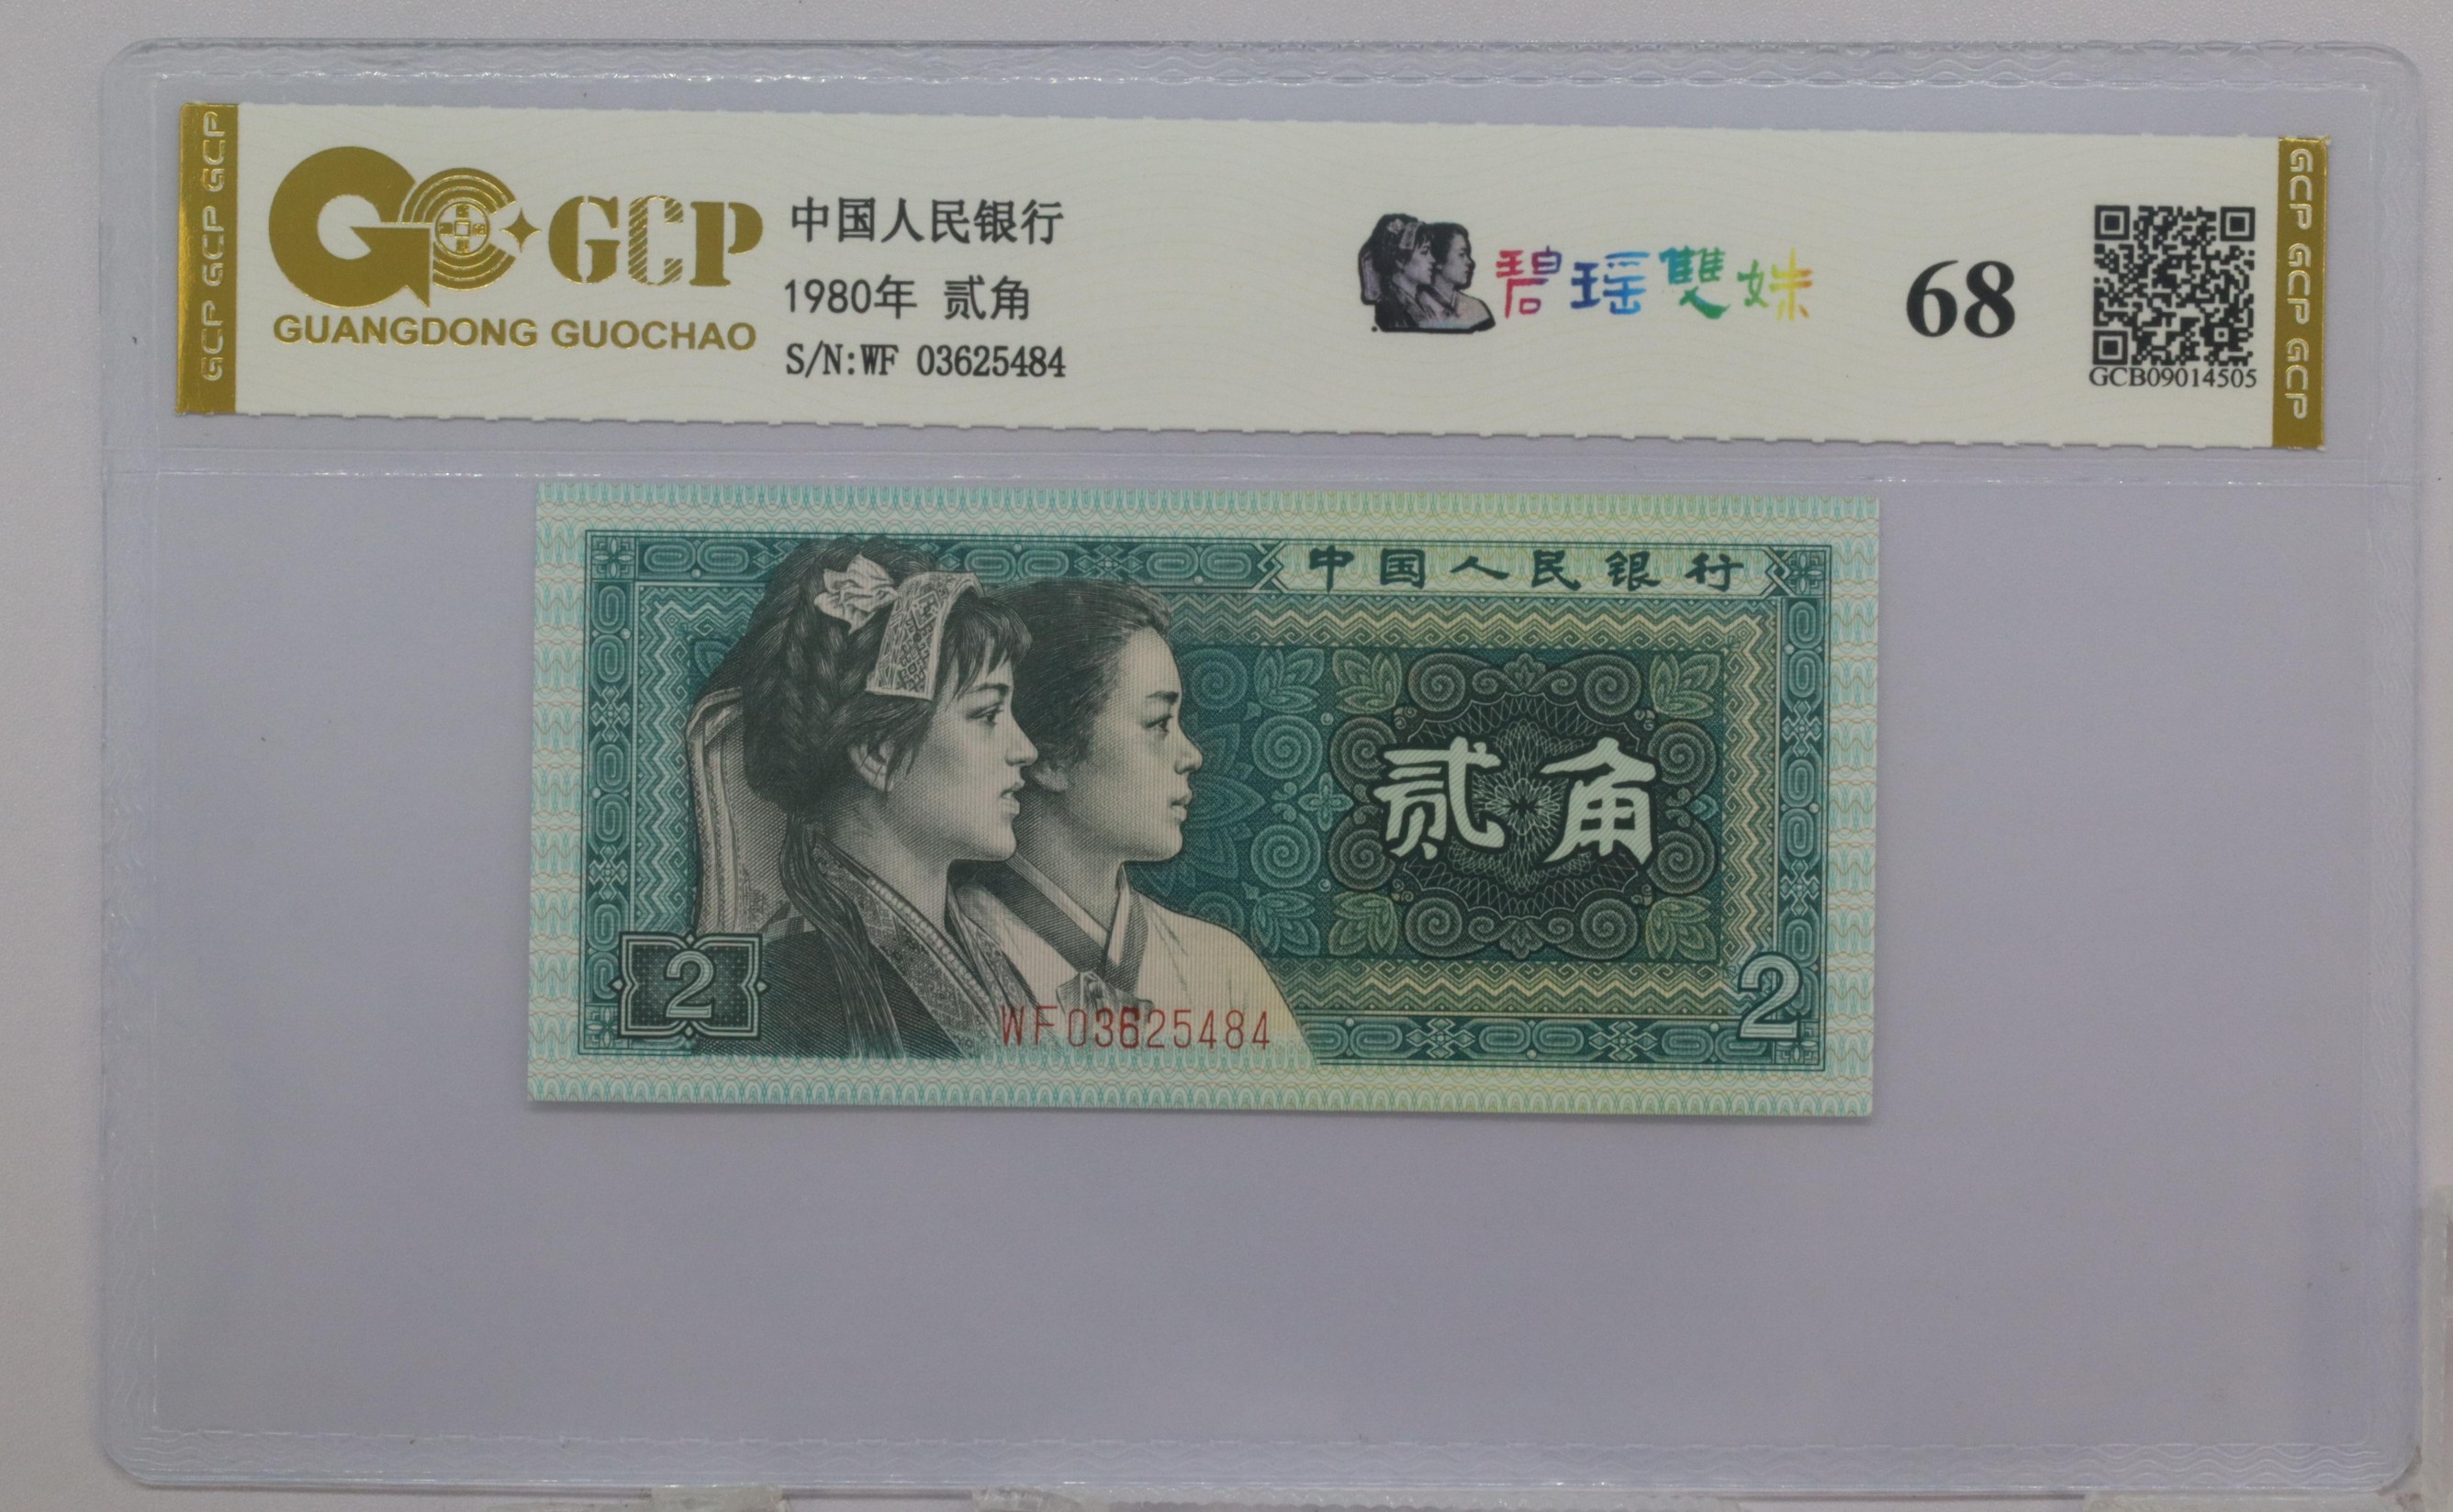 GCP GCP GCP
GCP
GUANGDONG GUOCHAO
中国人民银行
1980年 贰角
S/N:WF 03625484
碧瑶雙姝
68
GCB09014505
GCP GCP GCP
中国人民银行
贰角
2
WF03625484
2